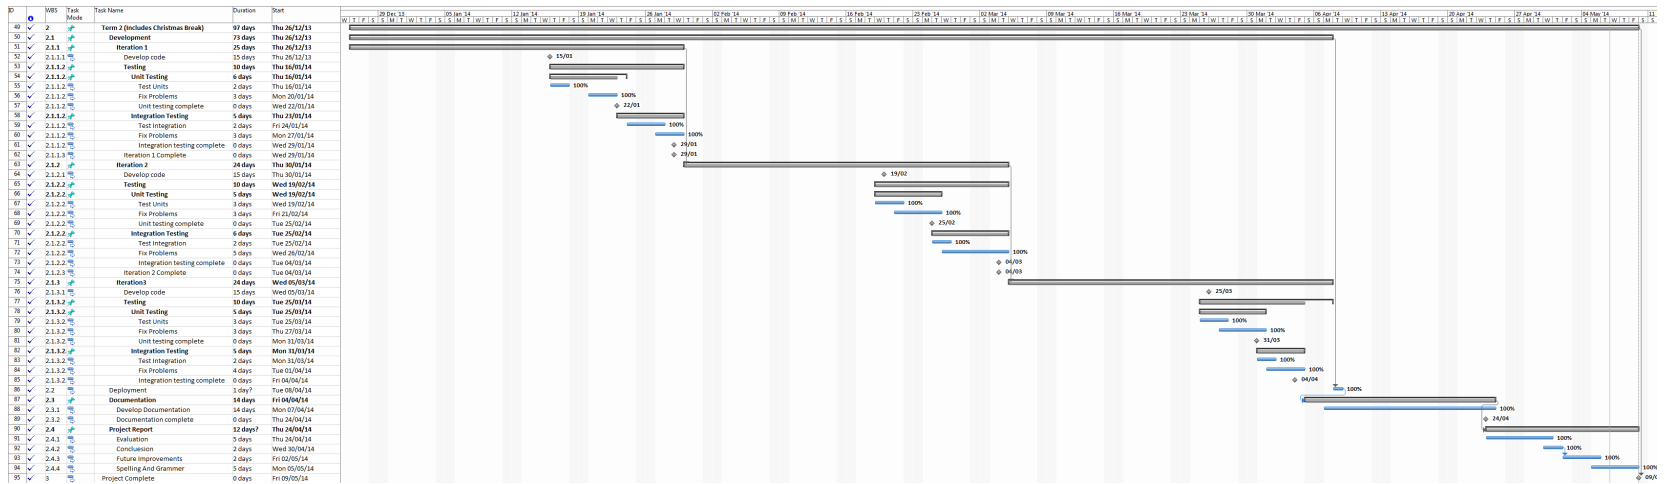 ID WBS Task Mode Task Name Duration Start
29 Dec '13 05 Jan '14 12 Jan '14 19 Jan '14 26 Jan '14 02 Feb '14 09 Feb '14 16 Feb '14 23 Feb '14 02 Mar '14 09 Mar '14 16 Mar '14 23 Mar '14 30 Mar '14 06 Apr '14 13 Apr '14 20 Apr '14 27 Apr '14 04 May '14 11
49 2 Term 2 (Includes Christmas Break) 97 days Thu 26/12/13
50 2.1 Development 73 days Thu 26/12/13
51 2.1.1 Iteration 1 25 days Thu 26/12/13
52 2.1.1.1 Develop code 15 days Thu 26/12/13 15/01
53 2.1.1.2 Testing 10 days Thu 16/01/14
54 2.1.1.2. Unit Testing 6 days Thu 16/01/14
55 2.1.1.2. Test Units 2 days Thu 16/01/14 100%
56 2.1.1.2. Fix Problems 3 days Mon 20/01/14 100%
57 2.1.1.2. Unit testing complete 0 days Wed 22/01/14 22/01
58 2.1.1.2. Integration Testing 5 days Thu 23/01/14
59 2.1.1.2. Test Integration 2 days Fri 24/01/14 100%
60 2.1.1.2. Fix Problems 3 days Mon 27/01/14 100%
61 2.1.1.2. Integration testing complete 0 days Wed 29/01/14 29/01
62 2.1.1.3 Iteration 1 Complete 0 days Wed 29/01/14 29/01
63 2.1.2 Iteration 2 24 days Thu 30/01/14
64 2.1.2.1 Develop code 15 days Thu 30/01/14 19/02
65 2.1.2.2 Testing 10 days Wed 19/02/14
66 2.1.2.2. Unit Testing 5 days Wed 19/02/14
67 2.1.2.2. Test Units 3 days Wed 19/02/14 100%
68 2.1.2.2. Fix Problems 3 days Fri 21/02/14 100%
69 2.1.2.2. Unit testing complete 0 days Tue 25/02/14 25/02
70 2.1.2.2. Integration Testing 6 days Tue 25/02/14
71 2.1.2.2. Test Integration 2 days Tue 25/02/14 100%
72 2.1.2.2. Fix Problems 5 days Wed 26/02/14 100%
73 2.1.2.2. Integration testing complete 0 days Tue 04/03/14 04/03
74 2.1.2.3 Iteration 2 Complete 0 days Tue 04/03/14 04/03
75 2.1.3 Iteration3 24 days Wed 05/03/14
76 2.1.3.1 Develop code 15 days Wed 05/03/14 25/03
77 2.1.3.2 Testing 10 days Tue 25/03/14
78 2.1.3.2. Unit Testing 5 days Tue 25/03/14
79 2.1.3.2. Test Units 3 days Tue 25/03/14 100%
80 2.1.3.2. Fix Problems 3 days Thu 27/03/14 100%
81 2.1.3.2. Unit testing complete 0 days Mon 31/03/14 31/03
82 2.1.3.2. Integration Testing 5 days Mon 31/03/14
83 2.1.3.2. Test Integration 2 days Mon 31/03/14 100%
84 2.1.3.2. Fix Problems 4 days Tue 01/04/14 100%
85 2.1.3.2. Integration testing complete 0 days Fri 04/04/14 04/04
86 2.2 Deployment 1 day? Tue 08/04/14 100%
87 2.3 Documentation 14 days Fri 04/04/14
88 2.3.1 Develop Documentation 14 days Mon 07/04/14 100%
89 2.3.2 Documentation complete 0 days Thu 24/04/14 24/04
90 2.4 Project Report 12 days? Thu 24/04/14
91 2.4.1 Evaluation 5 days Thu 24/04/14 100%
92 2.4.2 Concluesion 2 days Wed 30/04/14 100%
93 2.4.3 Future Improvements 2 days Fri 02/05/14 100%
94 2.4.4 Spelling And Grammer 5 days Mon 05/05/14 100%
95 3 Project Complete 0 days Fri 09/05/14